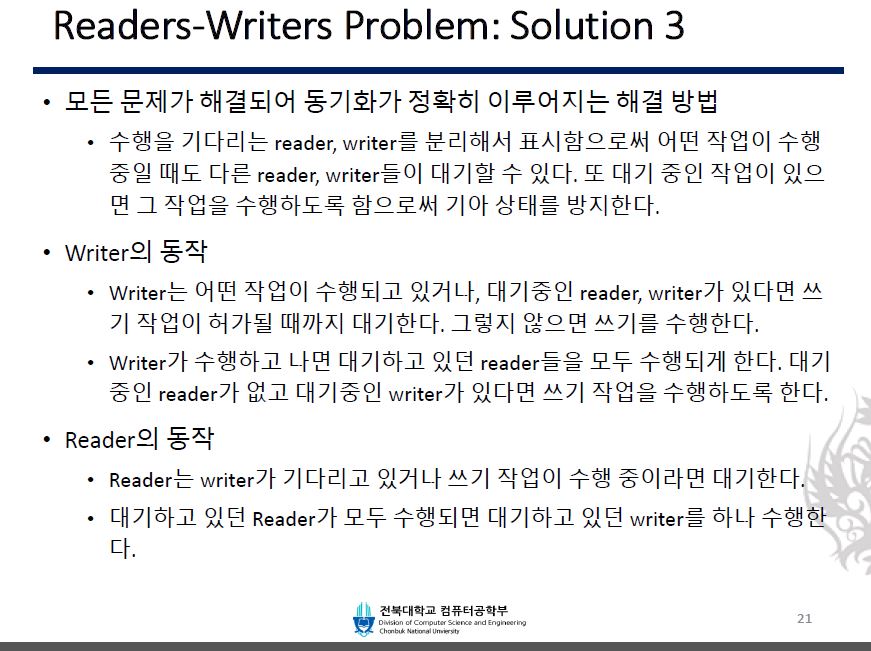 Readers-Writers Problem: Solution 3
• 모든 문제가 해결되어 동기화가 정확히 이루어지는 해결 방법
• 수행을 기다리는 reader, writer를 분리해서 표시함으로써 어떤 작업이 수행
중일 때도 다른 reader, writer들이 대기할 수 있다. 또 대기 중인 작업이 있으
면 그 작업을 수행하도록 함으로써 기아 상태를 방지한다.
• Writer의 동작
• Writer는 어떤 작업이 수행되고 있거나, 대기중인 reader, writer가 있다면 쓰
기 작업이 허가될 때까지 대기한다. 그렇지 않으면 쓰기를 수행한다.
• Writer가 수행하고 나면 대기하고 있던 reader들을 모두 수행되게 한다. 대기
중인 reader가 없고 대기중인 writer가 있다면 쓰기 작업을 수행하도록 한다.
• Reader의 동작
• Reader는 writer가 기다리고 있거나 쓰기 작업이 수행 중이라면 대기한다.
• 대기하고 있던 Reader가 모두 수행되면 대기하고 있던 writer를 하나 수행한
다.
전북대학교 컴퓨터공학부
Division of Computer Science and Engineering
Chonbuk National University
21